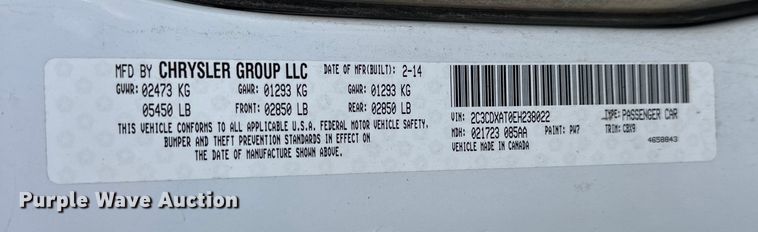 MFD BY CHRYSLER GROUP LLC DATE OF MFR(BUILT): 2-14
GVWR: 02473 KG GAWR: 01293 KG GAWR: 01293 KG
05450 LB FRONT: 02850 LB REAR: 02850 LB
THIS VEHICLE CONFORMS TO ALL APPLICABLE U.S.A. FEDERAL MOTOR VEHICLE SAFETY,
BUMPER AND THEFT PREVENTION STANDARDS IN EFFECT ON
THE DATE OF MANUFACTURE SHOWN ABOVE.
VIN: 2C3CDXAT0EH238022 TYPE: PASSENGER CAR
MDH: 021723 085AA PAINT: PW7 TRIM: CBX9
VEHICLE MADE IN CANADA 4658843
Purple Wave Auction